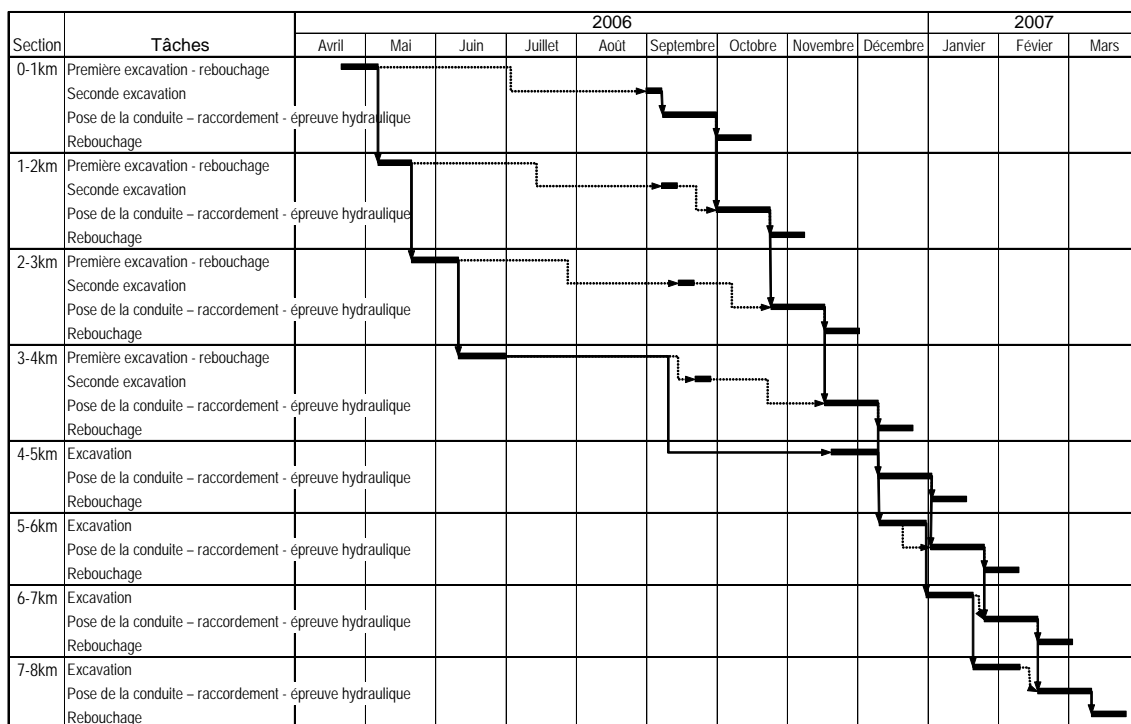 2006 2007
Section Tâches Avril Mai Juin Juillet Août Septembre Octobre Novembre Décembre Janvier Févier Mars
0-1km Première excavation - rebouchage
Seconde excavation
Pose de la conduite – raccordement - épreuve hydraulique
Rebouchage
1-2km Première excavation - rebouchage
Seconde excavation
Pose de la conduite – raccordement - épreuve hydraulique
Rebouchage
2-3km Première excavation - rebouchage
Seconde excavation
Pose de la conduite – raccordement - épreuve hydraulique
Rebouchage
3-4km Première excavation - rebouchage
Seconde excavation
Pose de la conduite – raccordement - épreuve hydraulique
Rebouchage
4-5km Excavation
Pose de la conduite – raccordement - épreuve hydraulique
Rebouchage
5-6km Excavation
Pose de la conduite – raccordement - épreuve hydraulique
Rebouchage
6-7km Excavation
Pose de la conduite – raccordement - épreuve hydraulique
Rebouchage
7-8km Excavation
Pose de la conduite – raccordement - épreuve hydraulique
Rebouchage